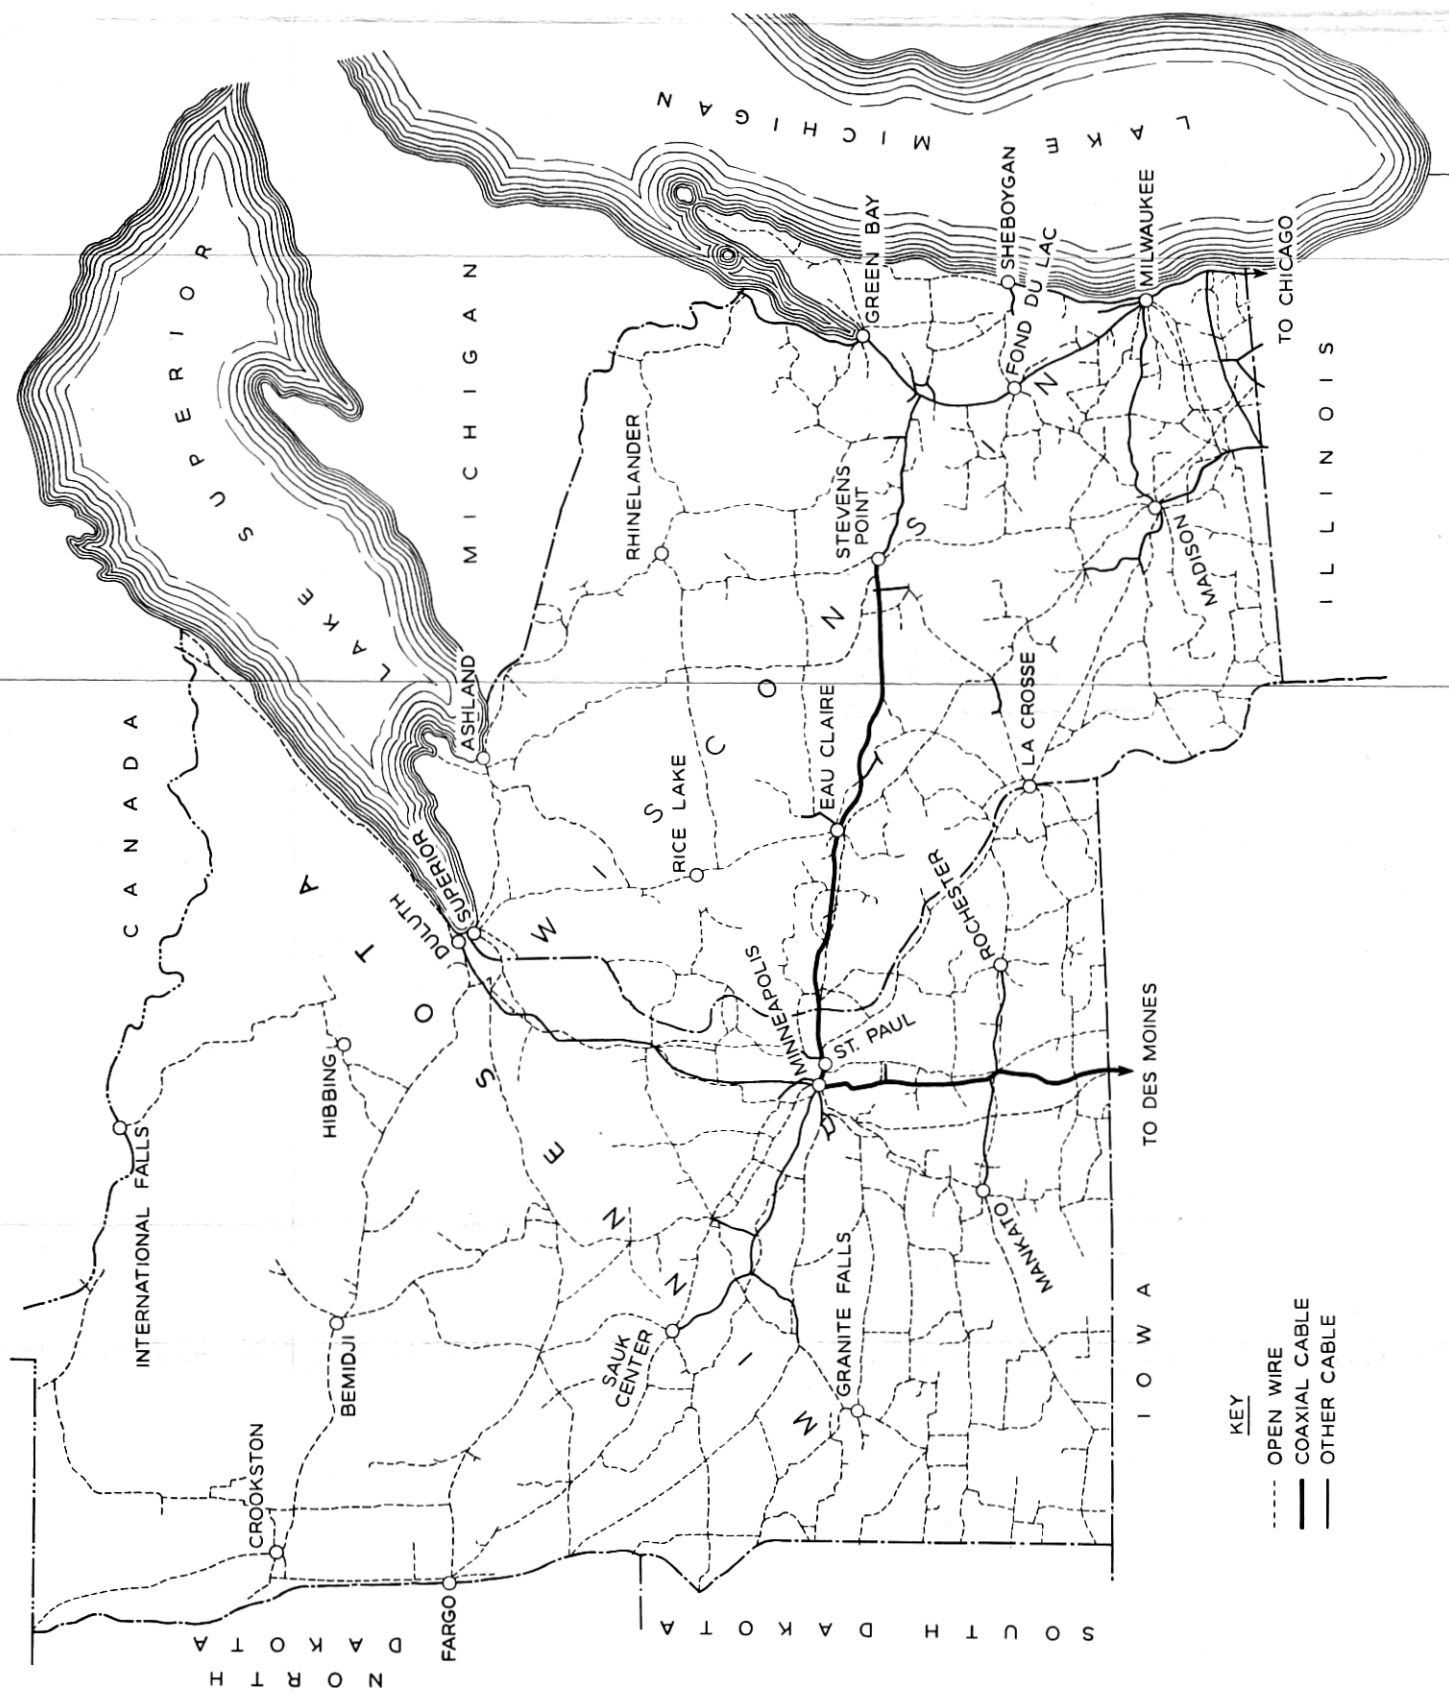 CANADA
LAKE SUPERIOR
MICHIGAN
LAKE MICHIGAN
NORTH
DAKOTA
SOUTH DAKOTA
MINNESOTA
WISCONSIN
IOWA
ILLINOIS
INTERNATIONAL FALLS
CROOKSTON
BEMIDJI
HIBBING
FARGO
DULUTH
SUPERIOR
ASHLAND
RHINELANDER
RICE LAKE
SAUK
CENTER
MINNEAPOLIS
ST. PAUL
EAU CLAIRE
STEVENS
POINT
GREEN BAY
GRANITE FALLS
MANKATO
ROCHESTER
LA CROSSE
FOND DU LAC
SHEBOYGAN
MADISON
MILWAUKEE
TO CHICAGO
TO DES MOINES
KEY
OPEN WIRE
COAXIAL CABLE
OTHER CABLE